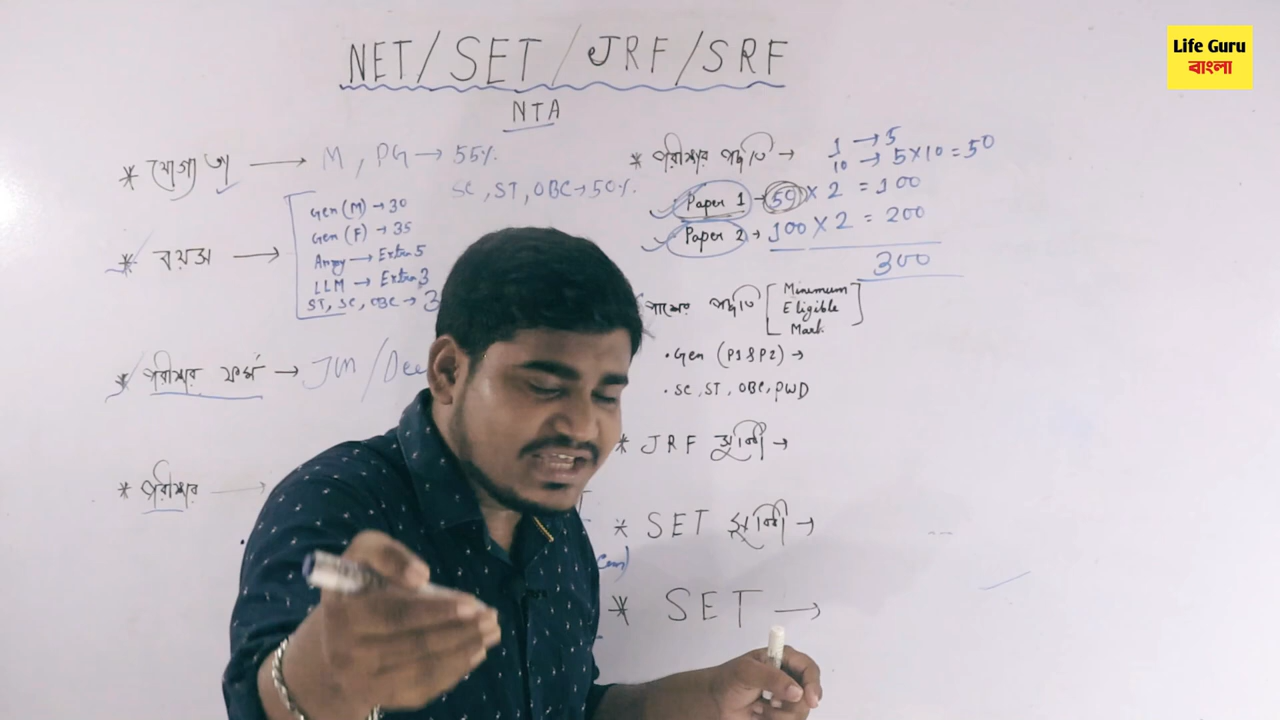 NET/SET/JRF/SRF
NTA
Life Guru
বাংলা
* যোগ্যতা → M, PG → 55%
SC, ST, OBC → 50%
* বয়স →
Gen (M) → 30
Gen (F) → 35
Army → Extra 5
LLM → Extra 3
ST, SC, OBC → 3
* পরীক্ষার ফর্ম → JUN/Dec
* পরীক্ষার
* পরীক্ষার পদ্ধতি → 1 → 5
10 → 5×10=50
Paper 1 → 50 × 2 = 100
Paper 2 → 100 × 2 = 200
300
পাশের পদ্ধতি [Minimum
Eligible
Mark]
• Gen (P1 & P2) →
• SC, ST, OBC, PWD
* JRF →
* SET →
* SET →